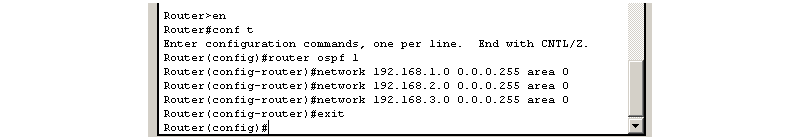 Router>en
Router#conf t
Enter configuration commands, one per line.  End with CNTL/Z.
Router(config)#router ospf 1
Router(config-router)#network 192.168.1.0 0.0.0.255 area 0
Router(config-router)#network 192.168.2.0 0.0.0.255 area 0
Router(config-router)#network 192.168.3.0 0.0.0.255 area 0
Router(config-router)#exit
Router(config)#